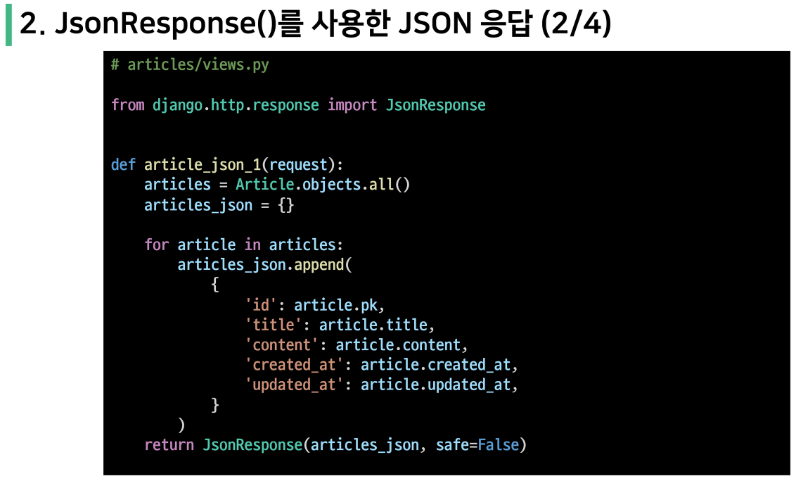 2. JsonResponse()를 사용한 JSON 응답 (2/4)
# articles/views.py
from django.http.response import JsonResponse
def article_json_1(request):
    articles = Article.objects.all()
    articles_json = {}
    for article in articles:
        articles_json.append(
            {
                'id': article.pk,
                'title': article.title,
                'content': article.content,
                'created_at': article.created_at,
                'updated_at': article.updated_at,
            }
        )
    return JsonResponse(articles_json, safe=False)